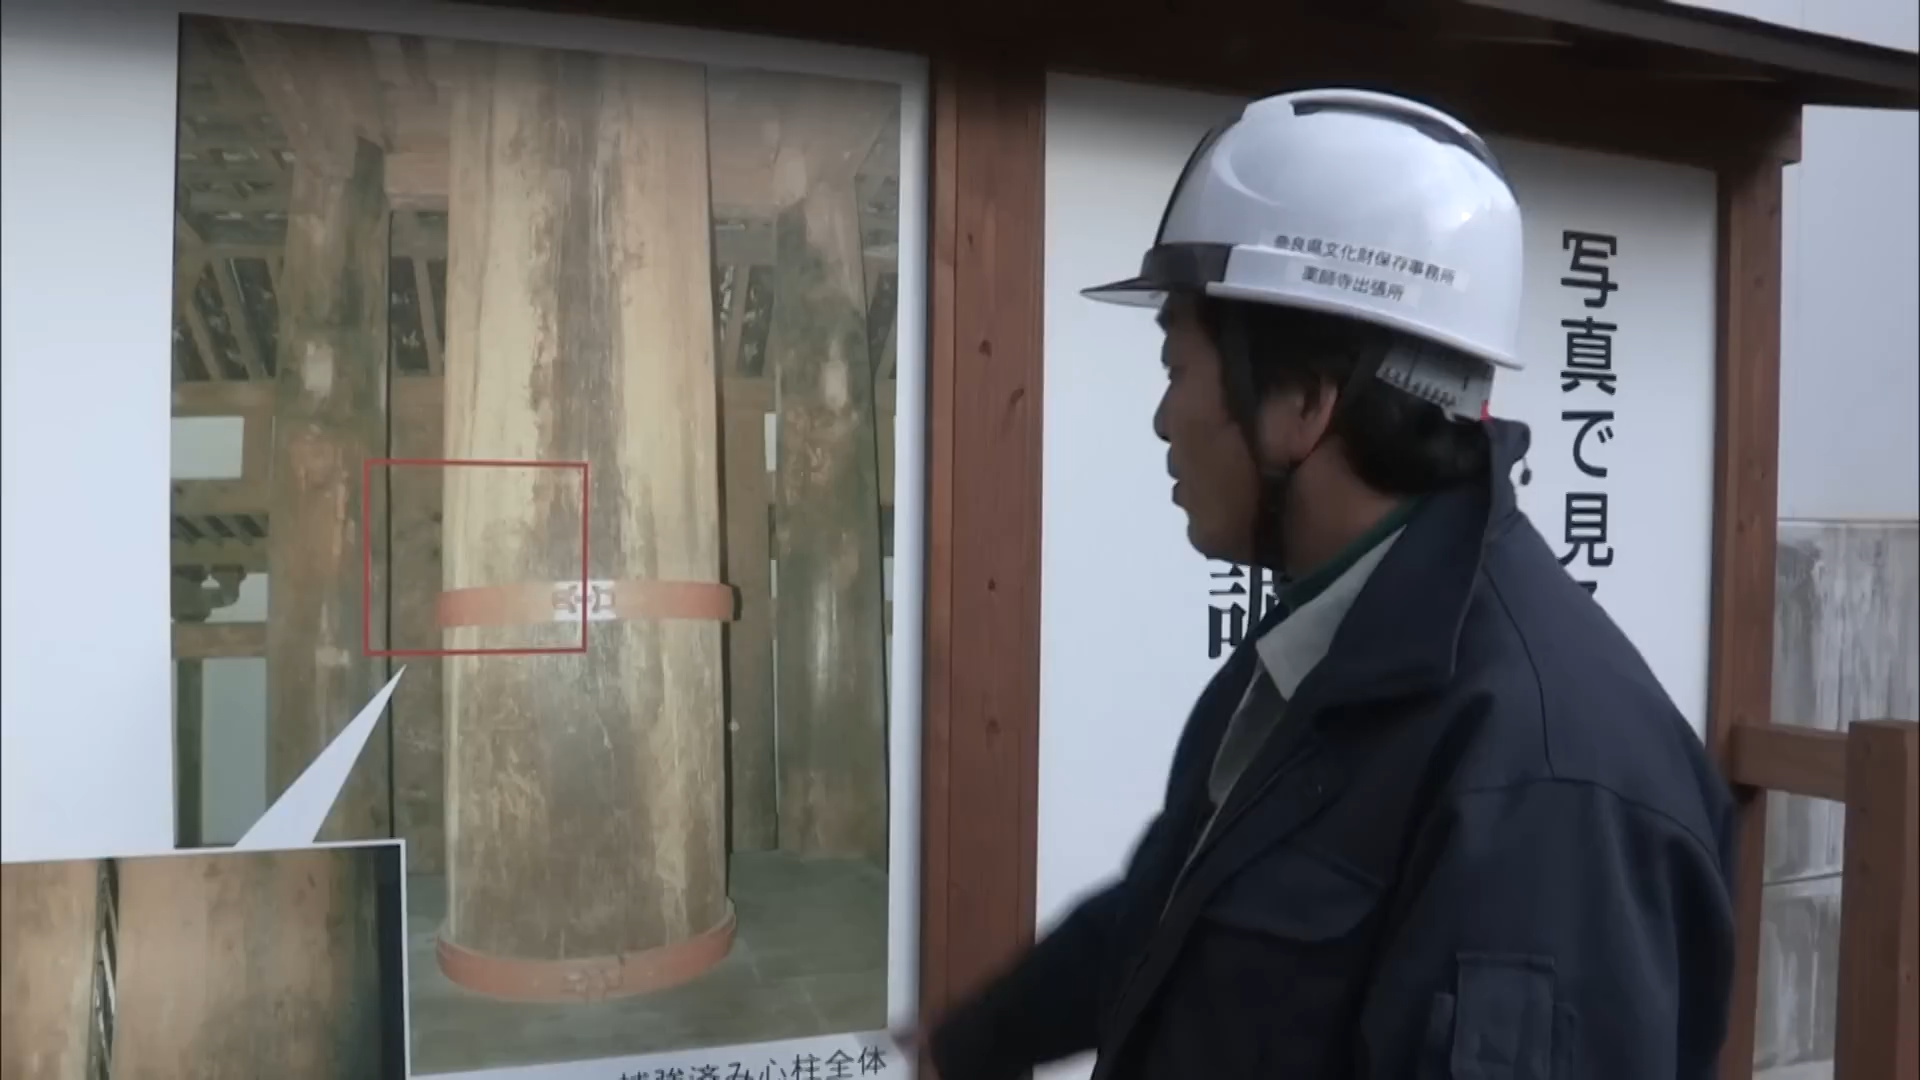 奈良県文化財保存事務所
薬師寺出張所
写真で見
補強済み心柱全体